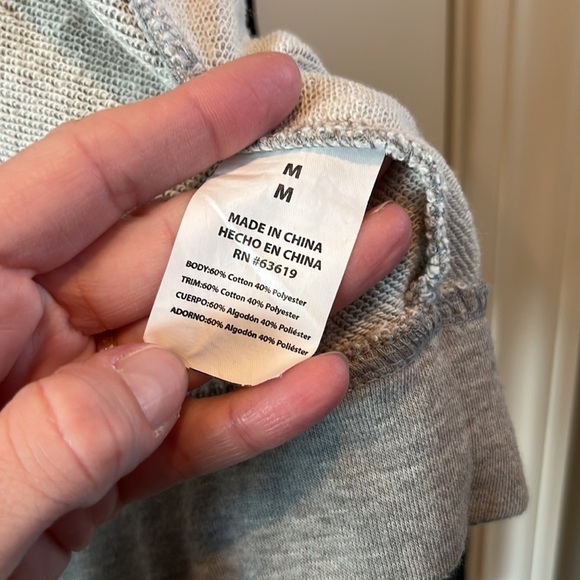 M
M
MADE IN CHINA
HECHO EN CHINA
RN #63619
BODY:60% Cotton 40% Polyester
TRIM:60% Cotton 40% Polyester
CUERPO:60% Algodón 40% Poliéster
ADORNO:60% Algodón 40% Poliéster